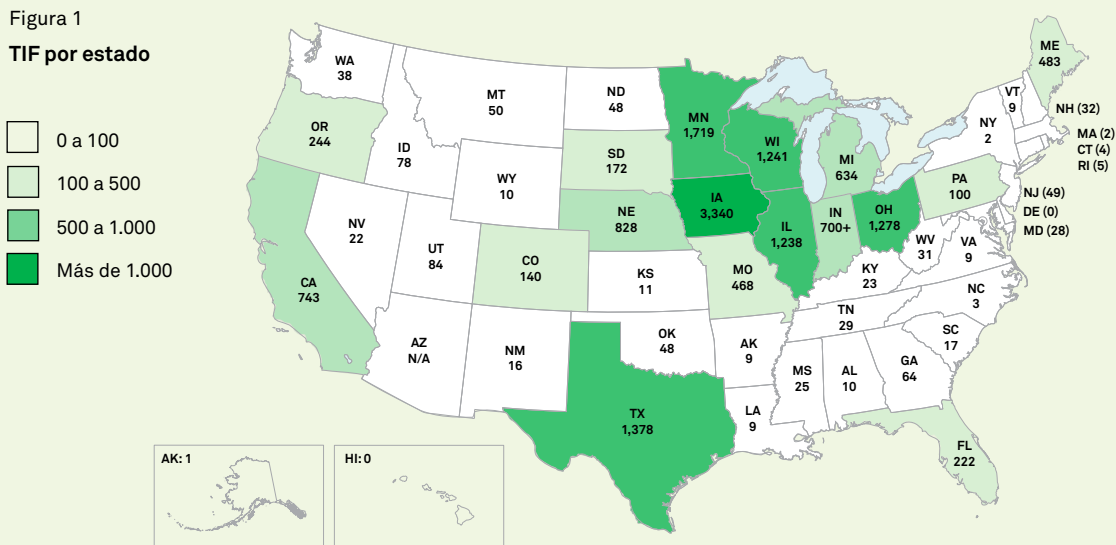 Figura 1
TIF por estado
0 a 100
100 a 500
500 a 1.000
Más de 1.000
WA
38
OR
244
CA
743
ID
78
NV
22
MT
50
WY
10
UT
84
AZ
N/A
CO
140
NM
16
ND
48
SD
172
NE
828
KS
11
OK
48
TX
1,378
MN
1,719
IA
3,340
MO
468
AK
9
LA
9
WI
1,241
IL
1,238
MI
634
IN
700+
OH
1,278
KY
23
TN
29
MS
25
AL
10
GA
64
FL
222
SC
17
NC
3
VA
9
WV
31
PA
100
NY
2
VT
9
ME
483
NH (32)
MA (2)
CT (4)
RI (5)
NJ (49)
DE (0)
MD (28)
AK: 1
HI: 0